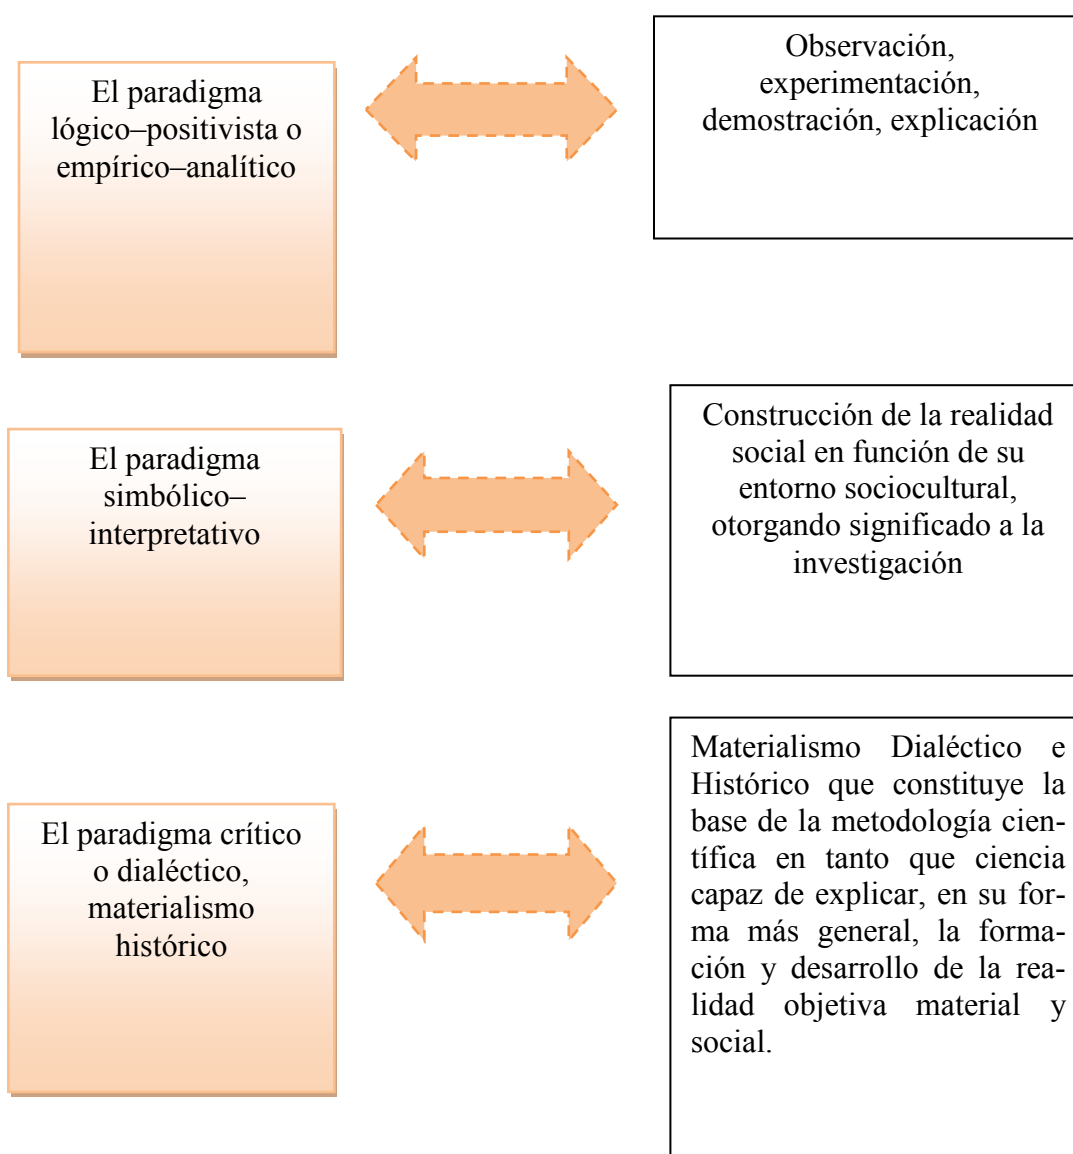 El paradigma
lógico–positivista o
empírico–analítico
Observación,
experimentación,
demostración, explicación
El paradigma
simbólico–
interpretativo
Construcción de la realidad
social en función de su
entorno sociocultural,
otorgando significado a la
investigación
El paradigma crítico
o dialéctico,
materialismo
histórico
Materialismo Dialéctico e
Histórico que constituye la
base de la metodología cien-
tífica en tanto que ciencia
capaz de explicar, en su for-
ma más general, la forma-
ción y desarrollo de la rea-
lidad objetiva material y
social.